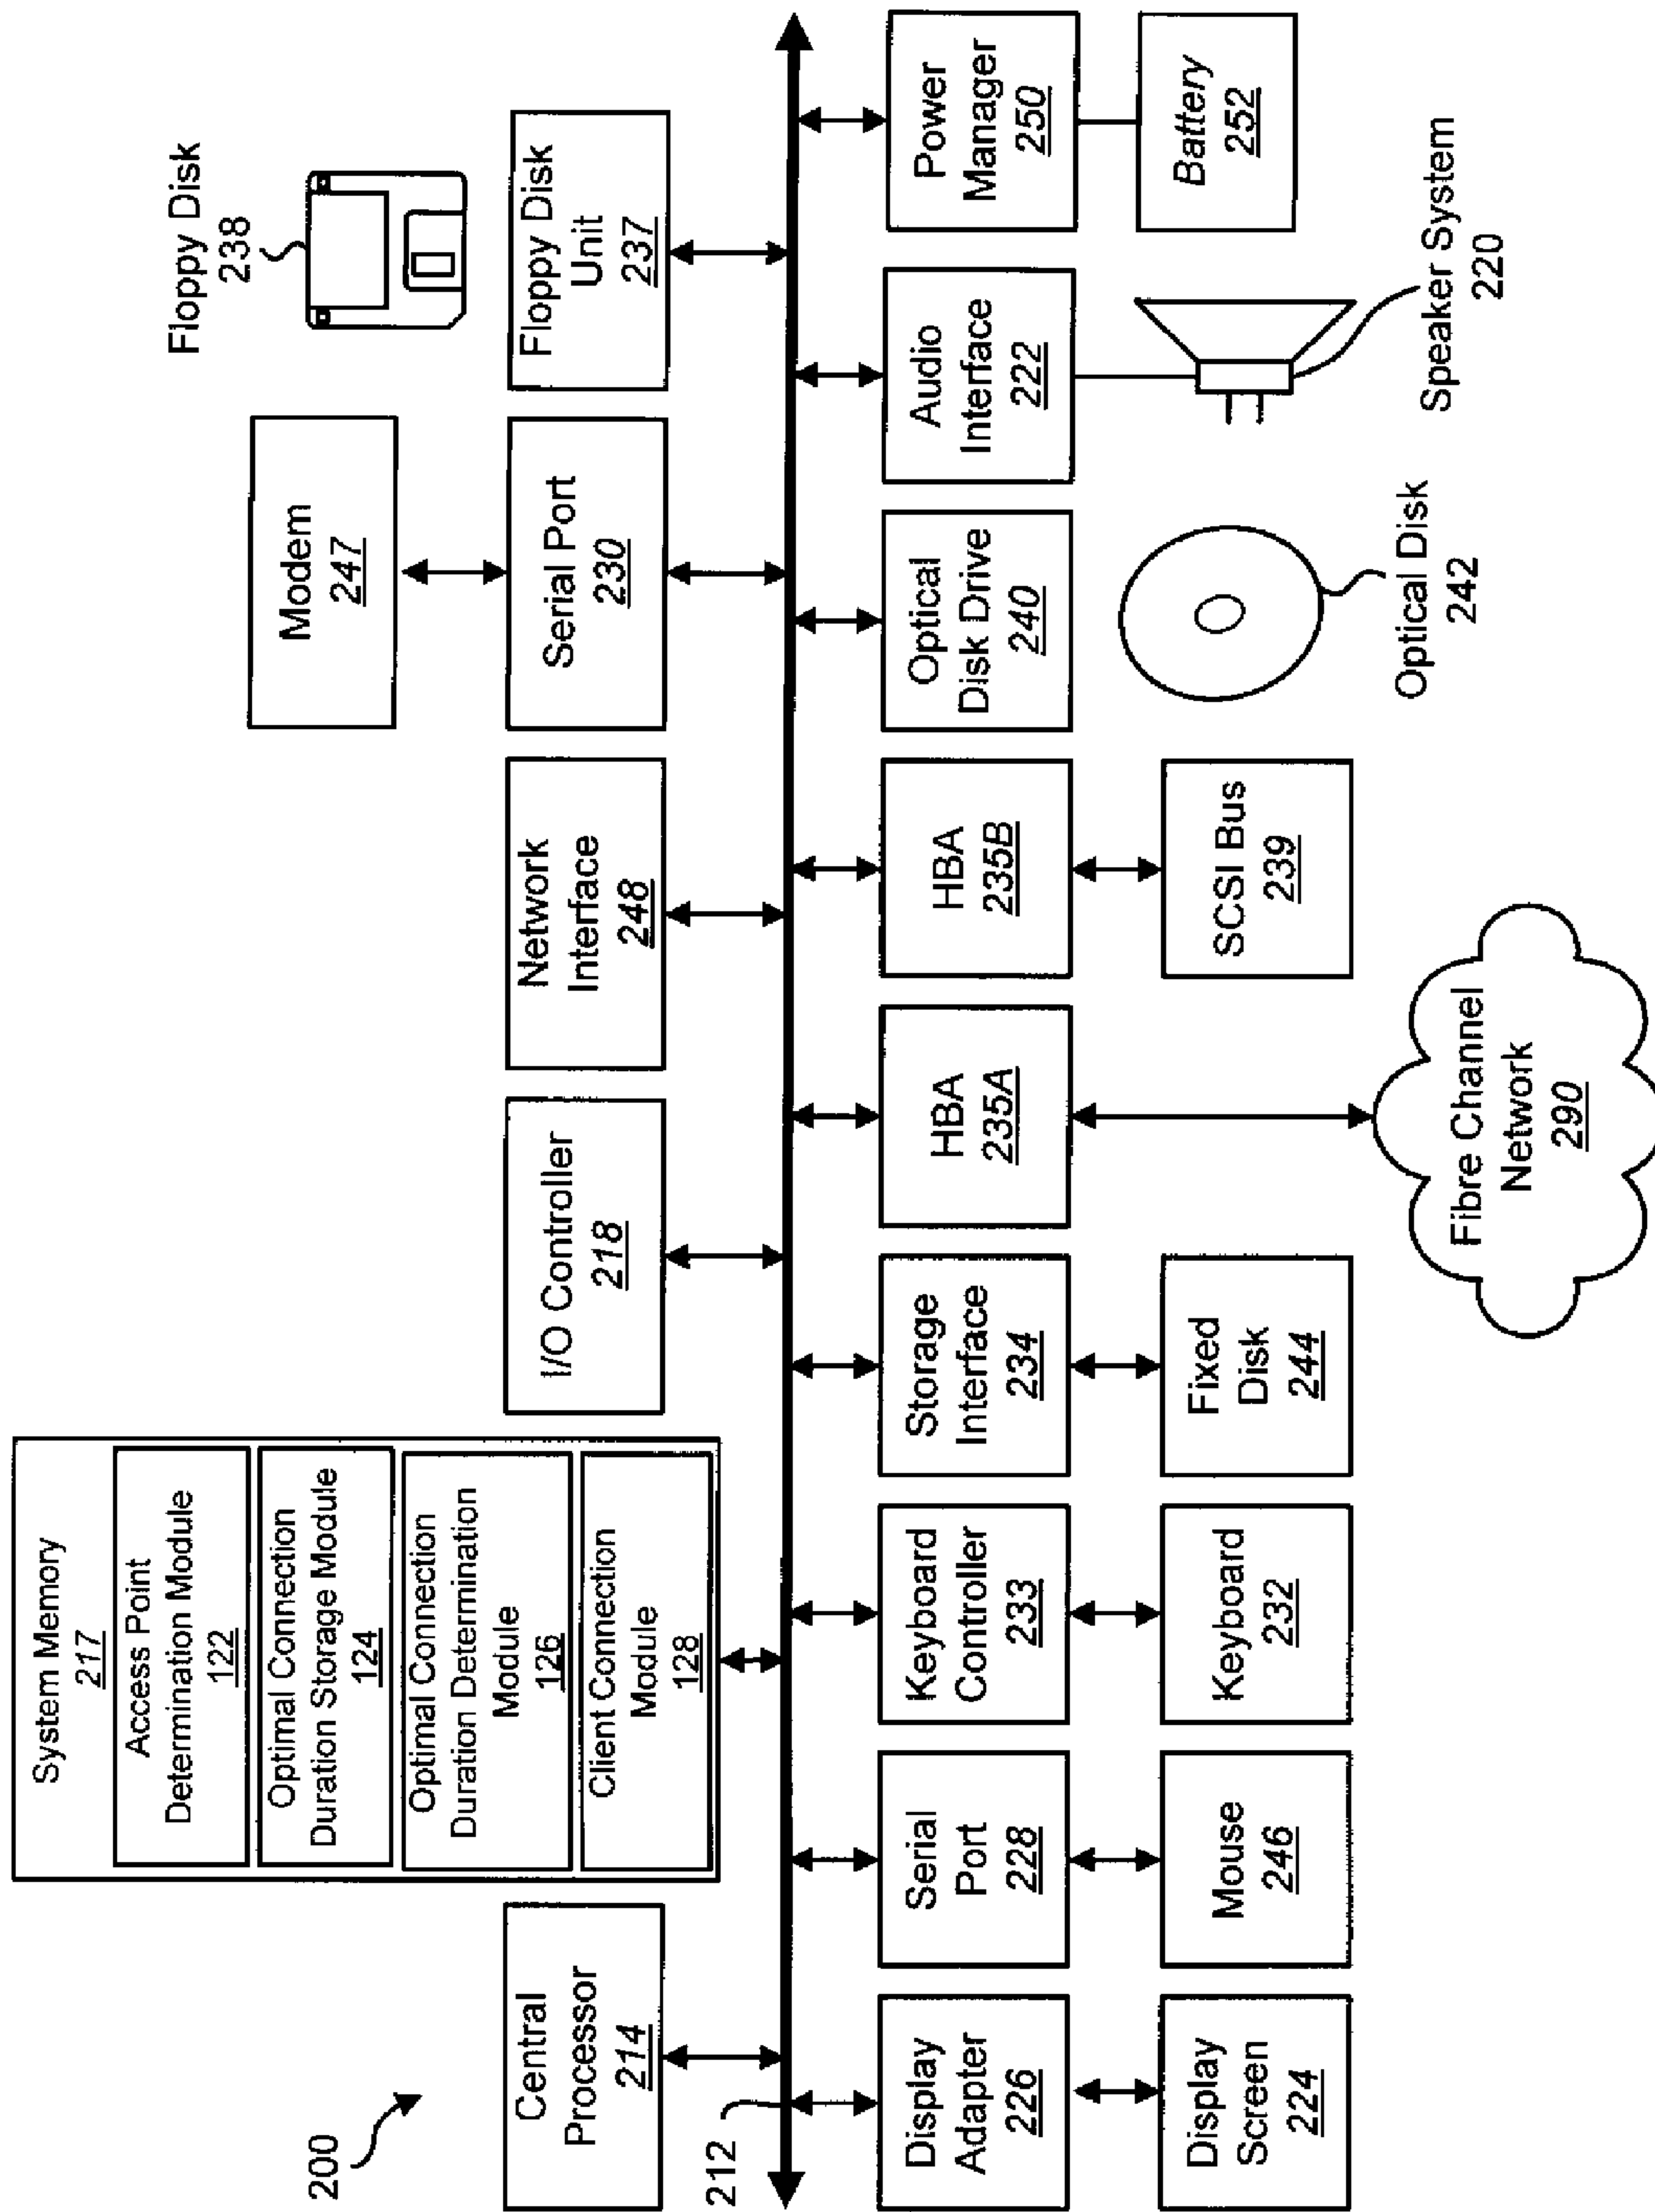 200
System Memory
217
Access Point
Determination Module
122
Optimal Connection
Duration Storage Module
124
Optimal Connection
Duration Determination
Module
126
Client Connection
Module
128
Modem
247
Floppy Disk
238
Central
Processor
214
I/O Controller
218
Network
Interface
248
Serial Port
230
Floppy Disk
Unit
237
212
Display
Adapter
226
Serial
Port
228
Keyboard
Controller
233
Storage
Interface
234
HBA
235A
HBA
235B
Optical
Disk Drive
240
Audio
Interface
222
Power
Manager
250
Display
Screen
224
Mouse
246
Keyboard
232
Fixed
Disk
244
Fibre Channel
Network
290
SCSI Bus
239
Optical Disk
242
Speaker System
220
Battery
252